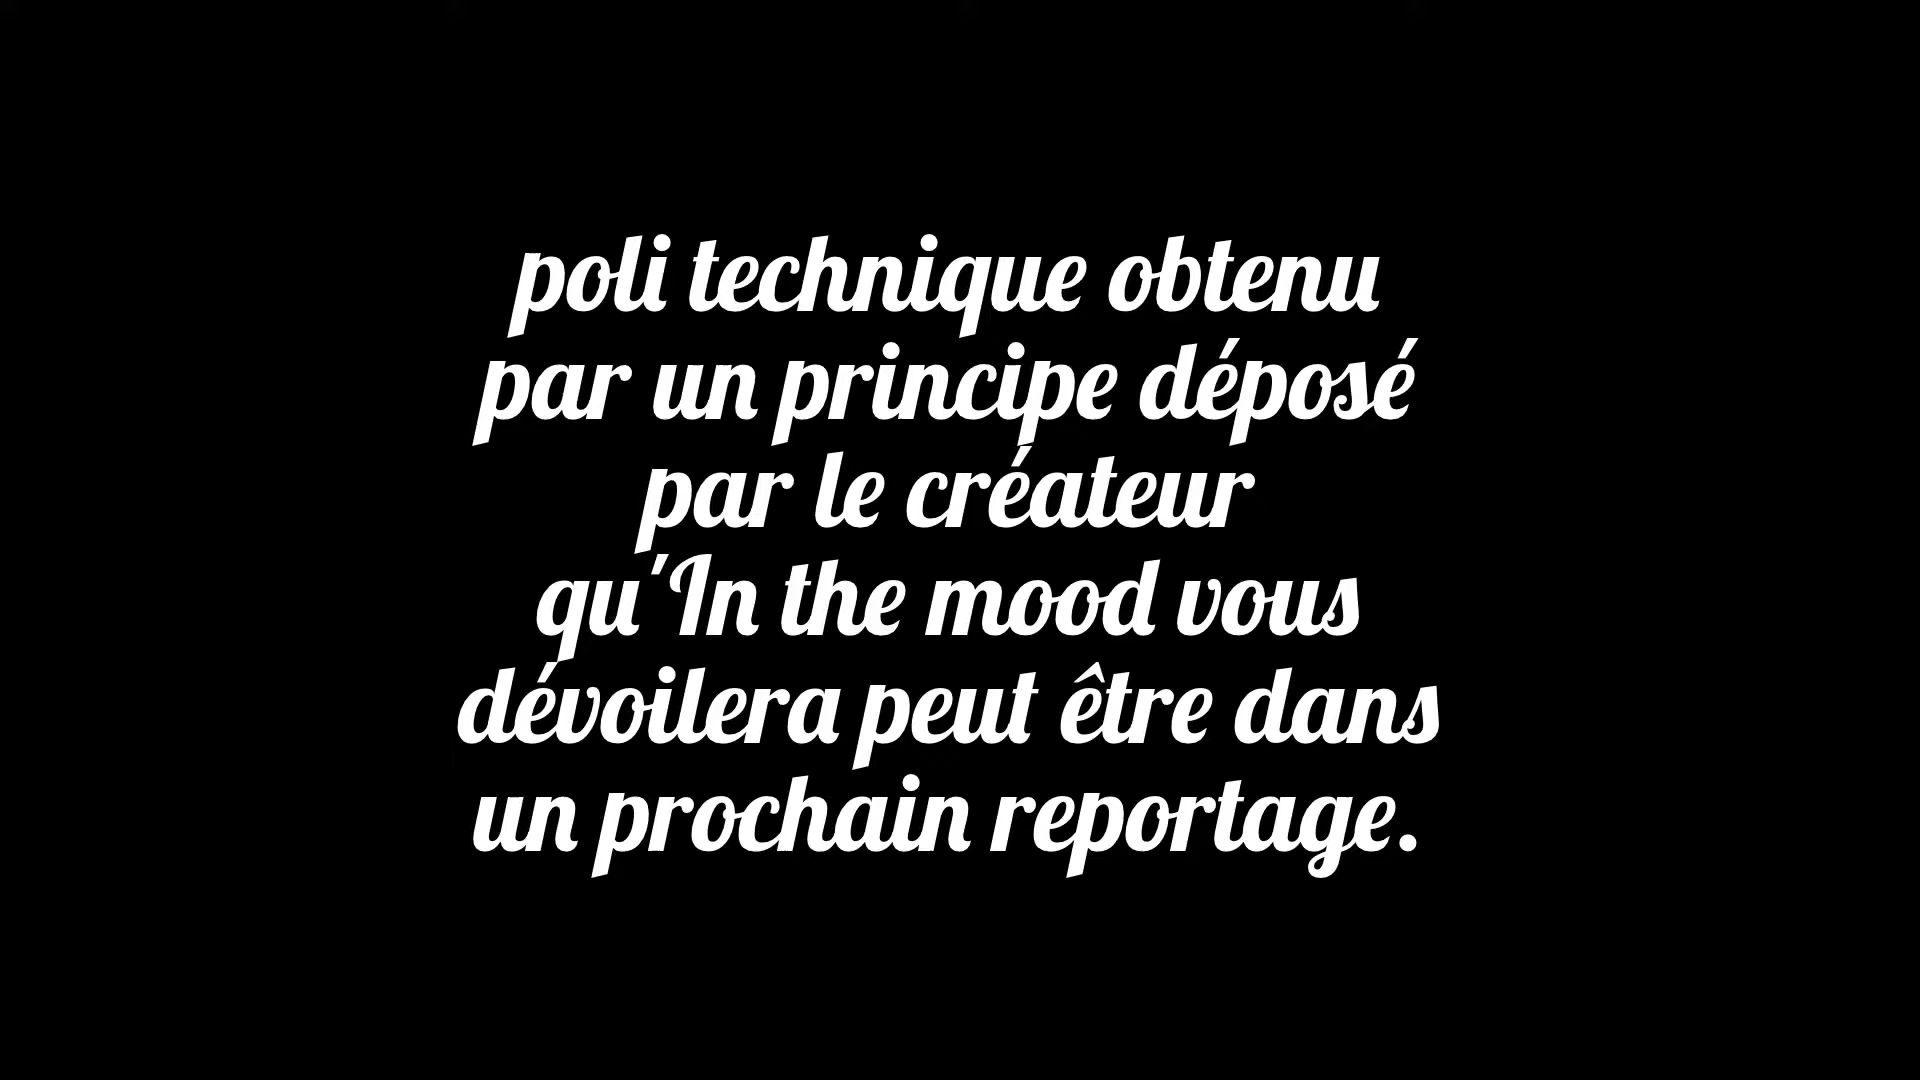 poli technique obtenu
par un principe déposé
par le créateur
qu'In the mood vous
dévoilera peut être dans
un prochain reportage.